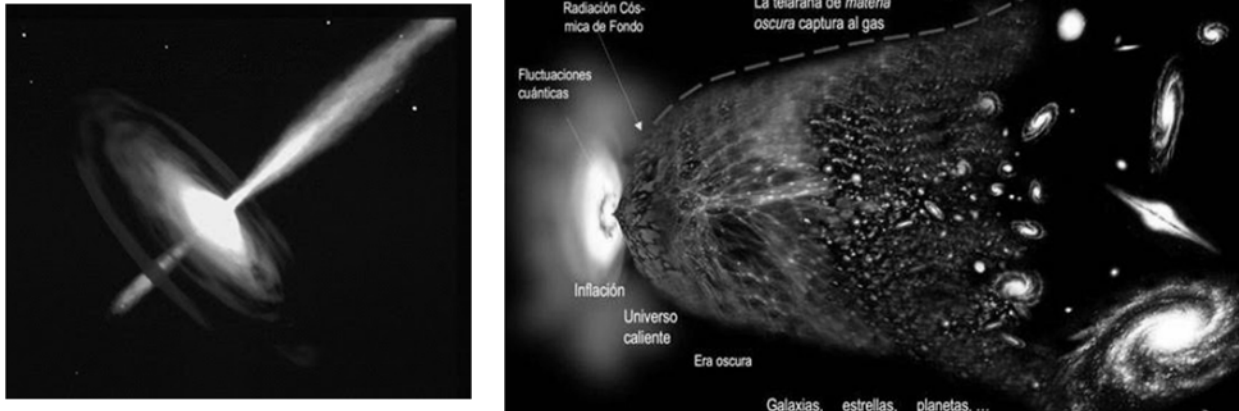 Radiación Cós-
mica de Fondo
La telaraña de materia
oscura captura al gas
Fluctuaciones
cuánticas
Inflación
Universo
caliente
Era oscura
Galaxias, estrellas, planetas, ...